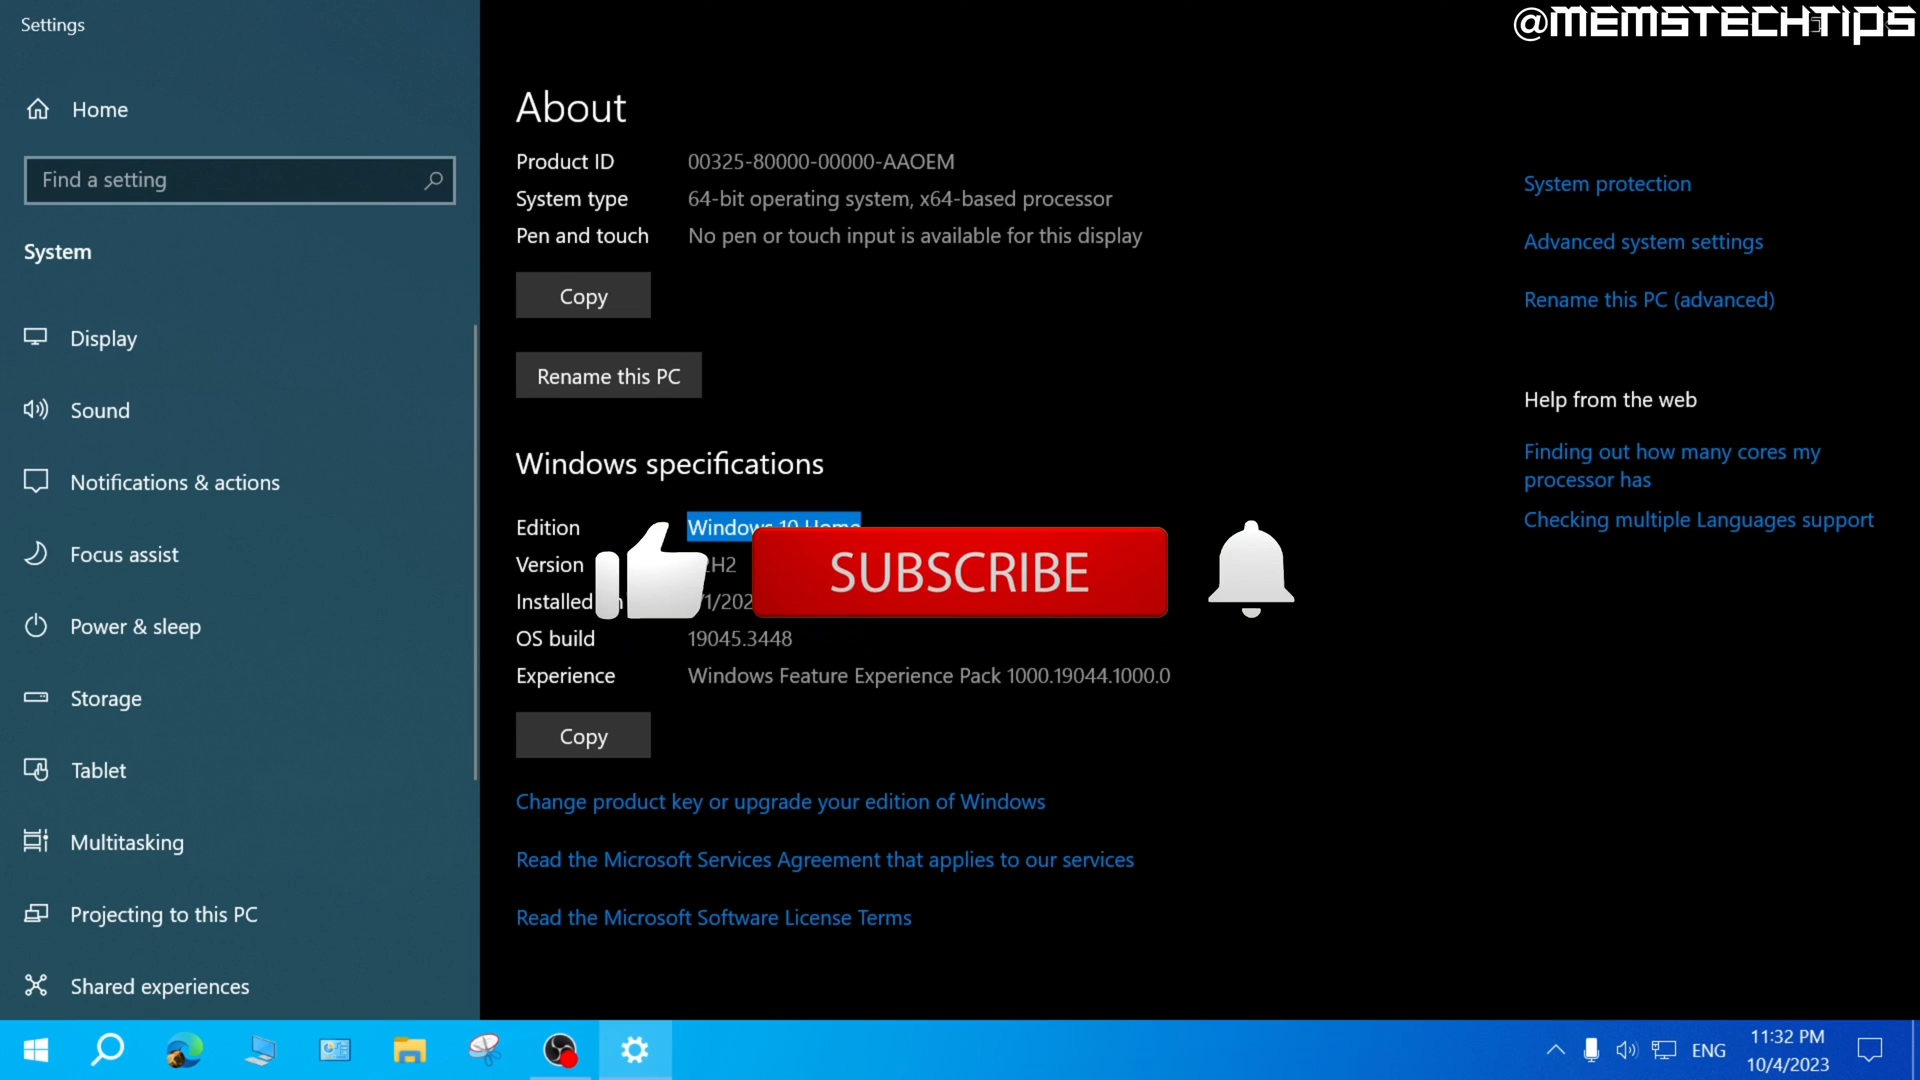 Settings
@MEMSTECHTIPS
Home
Find a setting
System
Display
Sound
Notifications & actions
Focus assist
Power & sleep
Storage
Tablet
Multitasking
Projecting to this PC
Shared experiences
About
Product ID 00325-80000-00000-AAOEM
System type 64-bit operating system, x64-based processor
Pen and touch No pen or touch input is available for this display
Copy
Rename this PC
Windows specifications
Edition Windows 10 Home
Version H2
Installed /1/202
SUBSCRIBE
OS build 19045.3448
Experience Windows Feature Experience Pack 1000.19044.1000.0
Copy
Change product key or upgrade your edition of Windows
Read the Microsoft Services Agreement that applies to our services
Read the Microsoft Software License Terms
System protection
Advanced system settings
Rename this PC (advanced)
Help from the web
Finding out how many cores my
processor has
Checking multiple Languages support
ENG
11:32 PM
10/4/2023